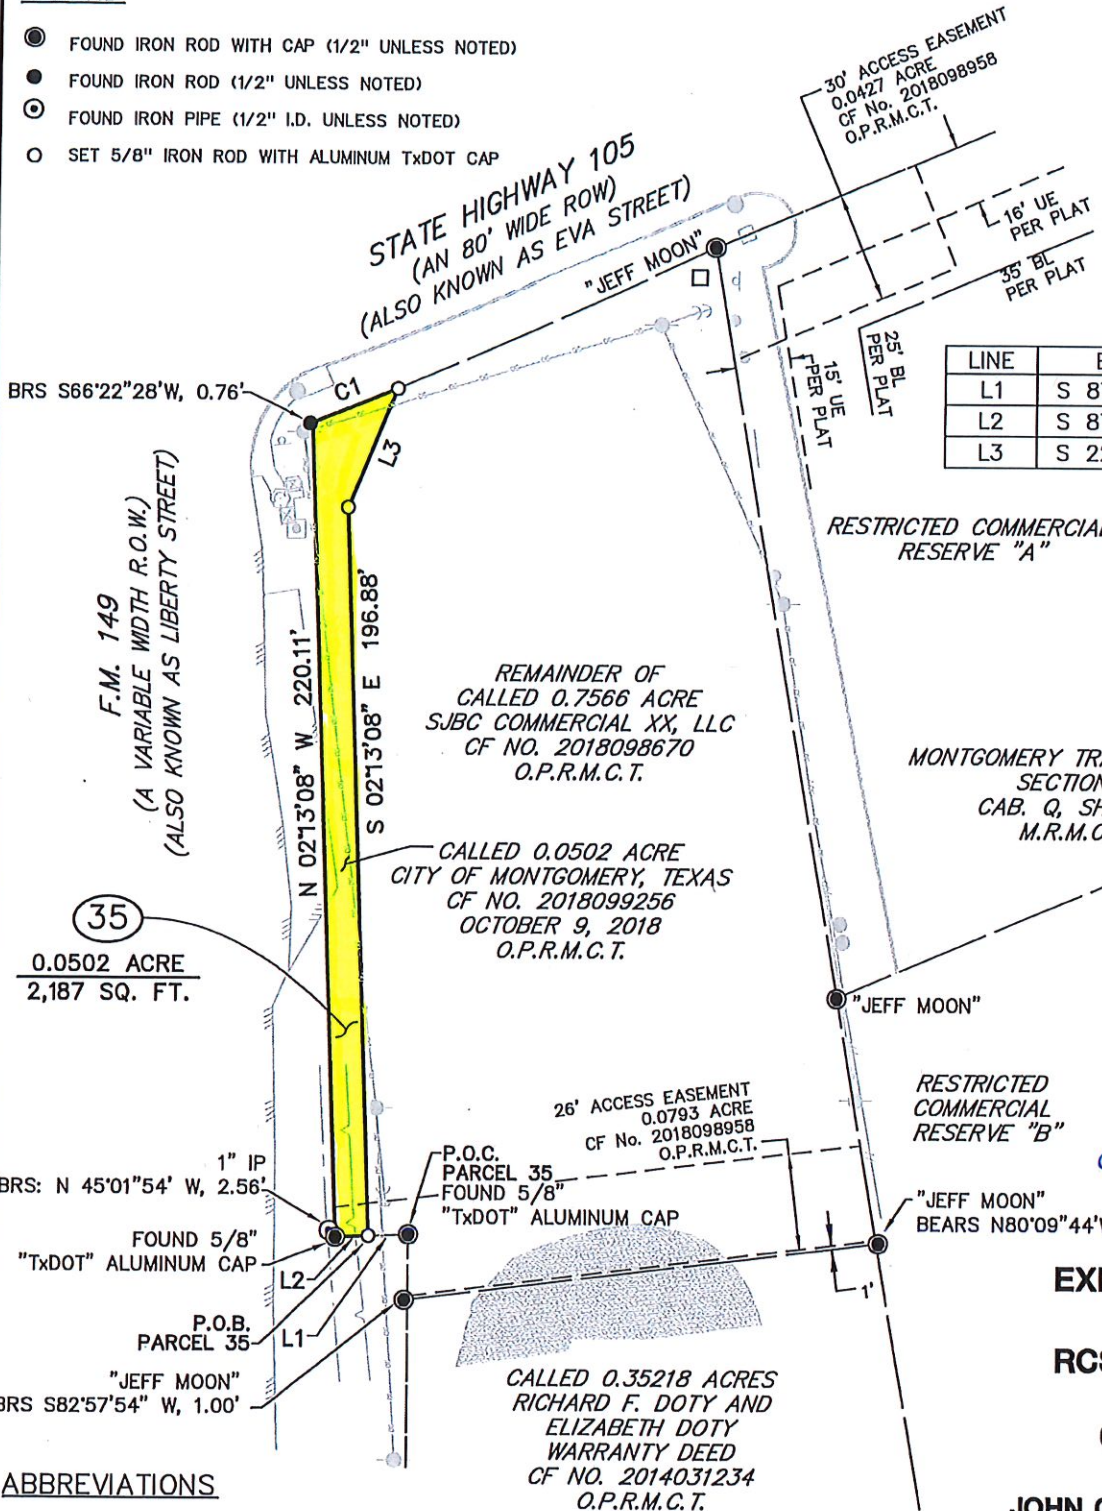 FOUND IRON ROD WITH CAP (1/2" UNLESS NOTED)
FOUND IRON ROD (1/2" UNLESS NOTED)
FOUND IRON PIPE (1/2" I.D. UNLESS NOTED)
SET 5/8" IRON ROD WITH ALUMINUM TxDOT CAP
30' ACCESS EASEMENT
0.0427 ACRE
CF No. 2018098958
O.P.R.M.C.T.
STATE HIGHWAY 105
(AN 80' WIDE ROW)
(ALSO KNOWN AS EVA STREET)
"JEFF MOON"
16' UE
PER PLAT
35' BL
PER PLAT
25' BL
PER PLAT
15' UE
PER PLAT
BRS S66°22"28'W, 0.76'
C1
L3
LINE
L1 S 8
L2 S 8
L3 S 2
RESTRICTED COMMERCIAL
RESERVE "A"
F.M. 149
(A VARIABLE WIDTH R.O.W.)
(ALSO KNOWN AS LIBERTY STREET)
N 02°13'08" W 220.11'
S 02°13'08" E 196.88'
REMAINDER OF
CALLED 0.7566 ACRE
SJBC COMMERCIAL XX, LLC
CF NO. 2018098670
O.P.R.M.C.T.
MONTGOMERY
SECTION
CAB. Q,
CALLED 0.0502 ACRE
CITY OF MONTGOMERY, TEXAS
CF NO. 2018099256
OCTOBER 9, 2018
O.P.R.M.C.T.
35
0.0502 ACRE
2,187 SQ. FT.
"JEFF MOON"
RESTRICTED
COMMERCIAL
RESERVE "B"
26' ACCESS EASEMENT
0.0793 ACRE
CF No. 2018098958
O.P.R.M.C.T.
1" IP
BRS: N 45°01"54' W, 2.56'
P.O.C.
PARCEL 35
FOUND 5/8"
"TxDOT" ALUMINUM CAP
FOUND 5/8"
"TxDOT" ALUMINUM CAP
"JEFF MOON"
BEARS N80°09"44'
L2
L1
1'
P.O.B.
PARCEL 35
"JEFF MOON"
BRS S82°57'54" W, 1.00'
CALLED 0.35218 ACRES
RICHARD F. DOTY AND
ELIZABETH DOTY
WARRANTY DEED
CF NO. 2014031234
O.P.R.M.C.T.
ABBREVIATIONS
JOHN